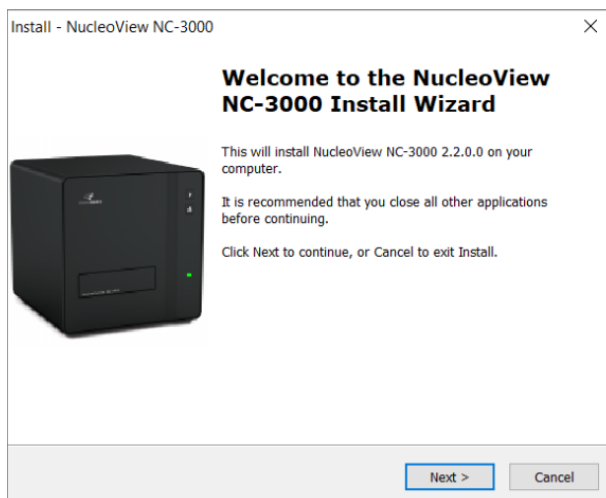 Install - NucleoView NC-3000
Welcome to the NucleoView
NC-3000 Install Wizard
This will install NucleoView NC-3000 2.2.0.0 on your
computer.
It is recommended that you close all other applications
before continuing.
Click Next to continue, or Cancel to exit Install.
Next >
Cancel